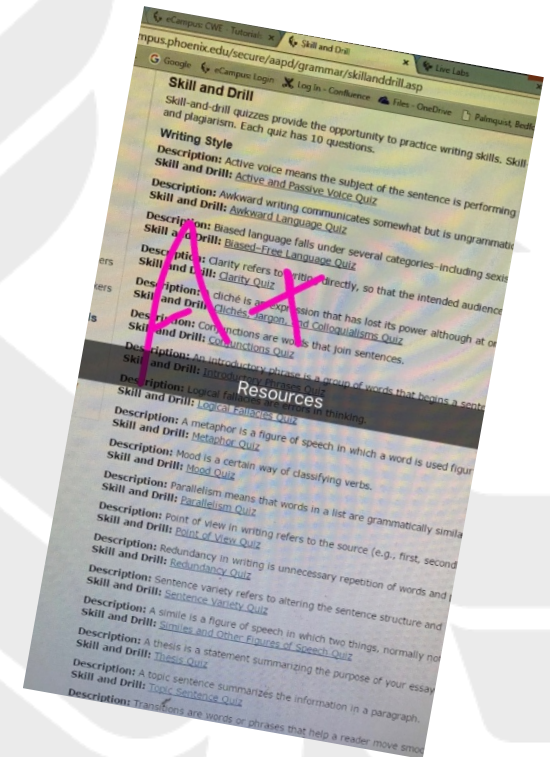 eCampus: CWE - Tutorials
Skill and Drill
Live Labs
mpus.phoenix.edu/secure/aapd/grammar/skillanddrill.asp
Google eCampus: Login Log In - Confluence Files - OneDrive Palmquist, Bedf
Skill and Drill
Skill-and-drill quizzes provide the opportunity to practice writing skills. Skill
and plagiarism. Each quiz has 10 questions.
Writing Style
Description: Active voice means the subject of the sentence is performing
Skill and Drill: Active and Passive Voice Quiz
Description: Awkward writing communicates somewhat but is ungrammatic
Skill and Drill: Awkward Language Quiz
Description: Biased language falls under several categories–including sexis
Skill and Drill: Biased–Free Language Quiz
Description: Clarity refers to writing directly, so that the intended audience
ers
Skill and Drill: Clarity Quiz
Description: A cliché is an expression that has lost its power although at or
kers
Skill and Drill: Clichés, Jargon, and Colloquialisms Quiz
Description: Conjunctions are words that join sentences.
ls
Skill and Drill: Conjunctions Quiz
A+
Description: An introductory phrase is a group of words that begins a sente
Skill and Drill: Introductory Phrases Quiz
Resources
Description: Logical fallacies are errors in thinking.
Skill and Drill: Logical Fallacies Quiz
Description: A metaphor is a figure of speech in which a word is used figur
Skill and Drill: Metaphor Quiz
Description: Mood is a certain way of classifying verbs.
Skill and Drill: Mood Quiz
Description: Parallelism means that words in a list are grammatically simila
Skill and Drill: Parallelism Quiz
Description: Point of view in writing refers to the source (e.g., first, second
Skill and Drill: Point of View Quiz
Description: Redundancy in writing is unnecessary repetition of words and
Skill and Drill: Redundancy Quiz
Description: Sentence variety refers to altering the sentence structure and
Skill and Drill: Sentence Variety Quiz
Description: A simile is a figure of speech in which two things, normally no
Skill and Drill: Similes and Other Figures of Speech Quiz
Description: A thesis is a statement summarizing the purpose of your essay
Skill and Drill: Thesis Quiz
Description: A topic sentence summarizes the information in a paragraph.
Skill and Drill: Topic Sentence Quiz
Description: Transitions are words or phrases that help a reader move smoo